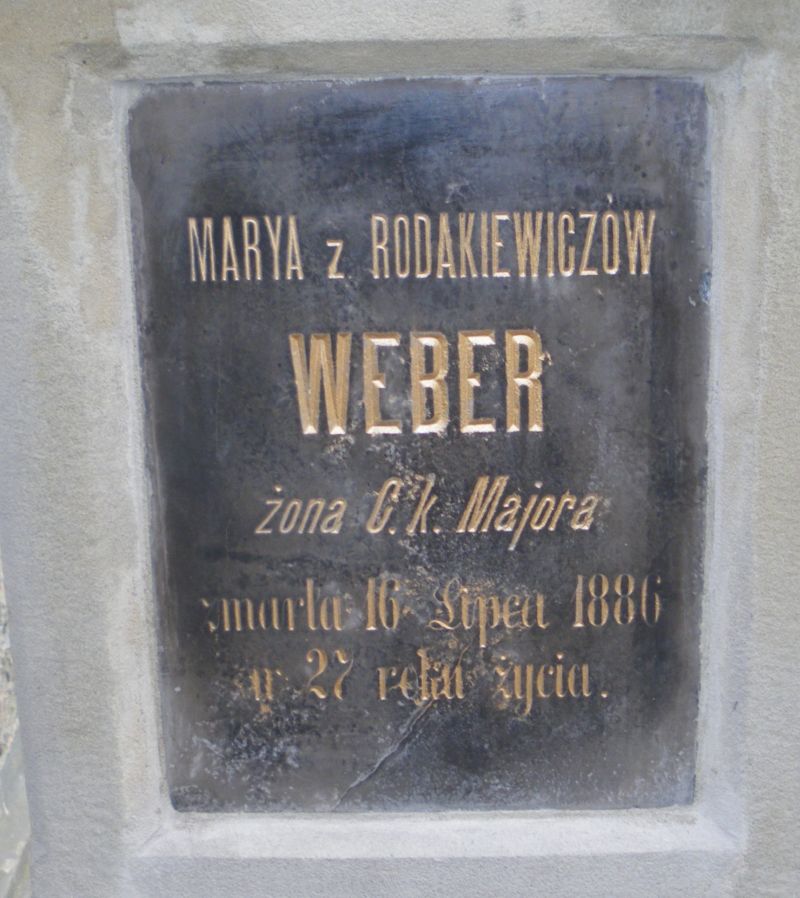 MARYA z RODAKIEWICZÓW
WEBER
żona C. k. Majora
zmarła 16 Lipca 1886
w 27 roku życia.